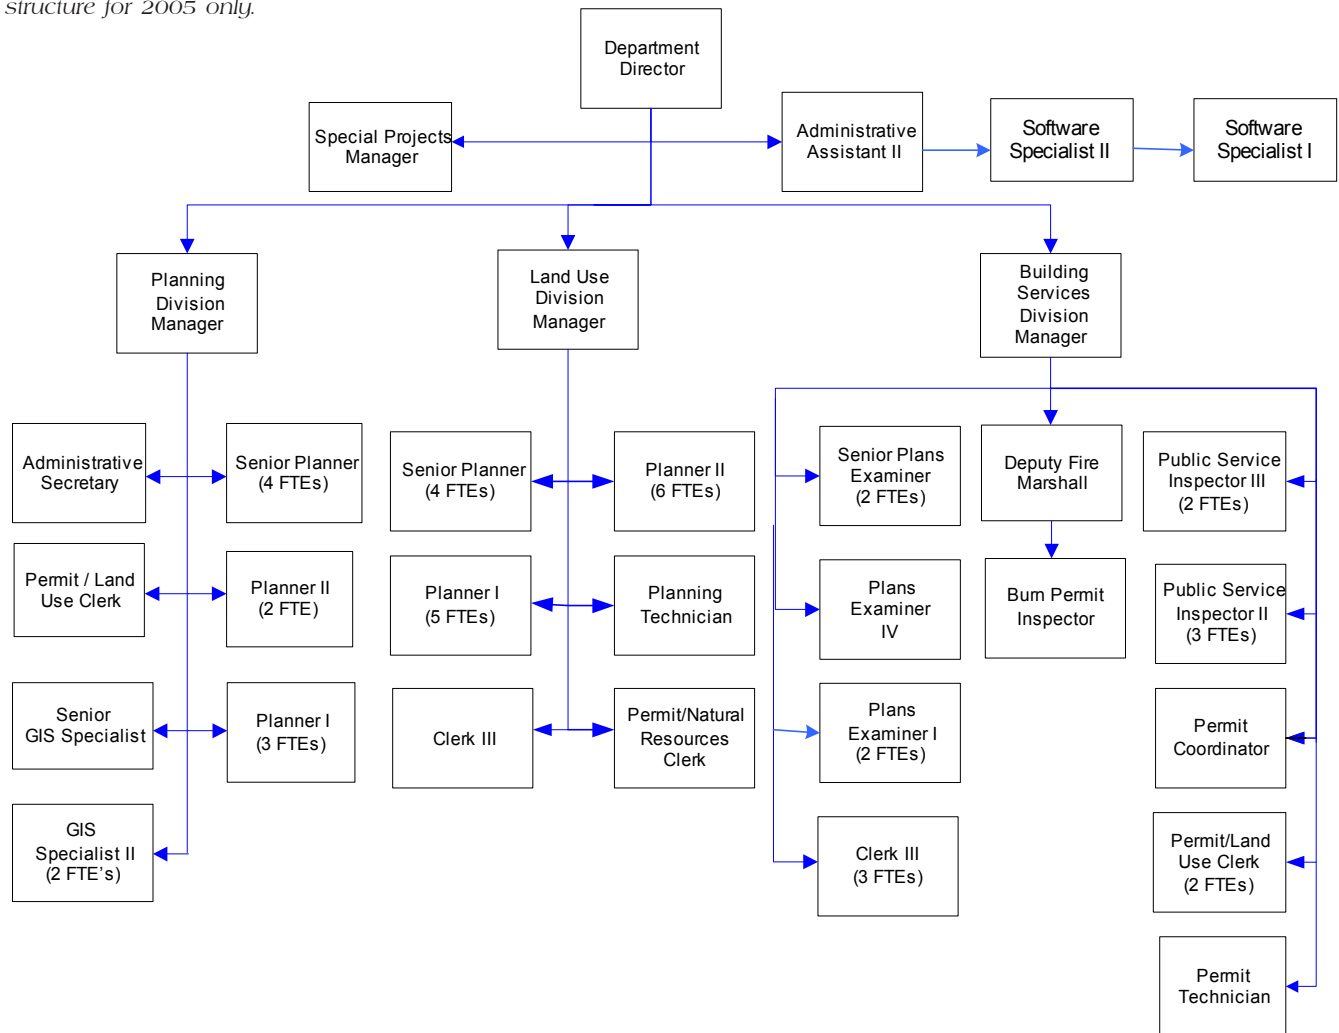 structure for 2005 only.
Department
Director
Special Projects
Manager
Administrative
Assistant II
Software
Specialist II
Software
Specialist I
Planning
Division
Manager
Land Use
Division
Manager
Building
Services
Division
Manager
Administrative
Secretary
Senior Planner
(4 FTEs)
Senior Planner
(4 FTEs)
Planner II
(6 FTEs)
Senior Plans
Examiner
(2 FTEs)
Deputy Fire
Marshall
Public Service
Inspector III
(2 FTEs)
Permit / Land
Use Clerk
Planner II
(2 FTE)
Planner I
(5 FTEs)
Planning
Technician
Plans
Examiner
IV
Burn Permit
Inspector
Public Service
Inspector II
(3 FTEs)
Senior
GIS Specialist
Planner I
(3 FTEs)
Clerk III
Permit/Natural
Resources
Clerk
Plans
Examiner I
(2 FTEs)
Permit
Coordinator
GIS
Specialist II
(2 FTE's)
Clerk III
(3 FTEs)
Permit/Land
Use Clerk
(2 FTEs)
Permit
Technician